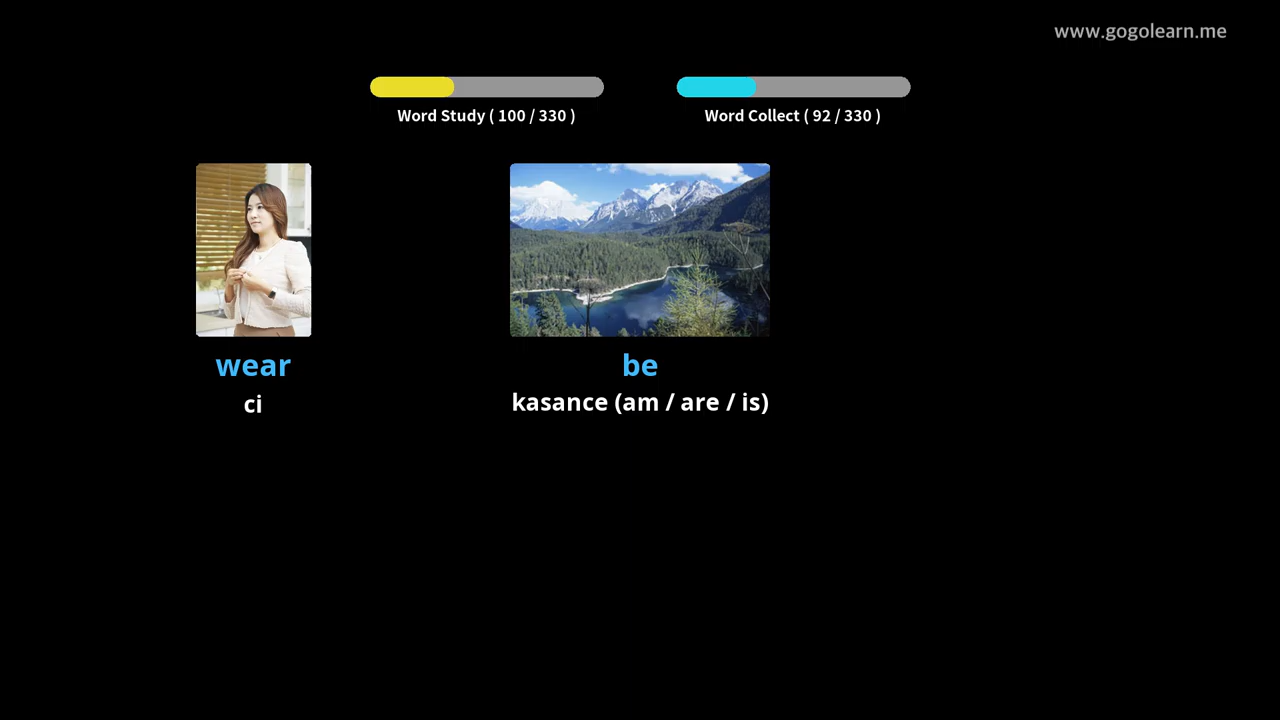 www.gogolearn.me
Word Study ( 100 / 330 )
Word Collect ( 92 / 330 )
wear
ci
be
kasance (am / are / is)